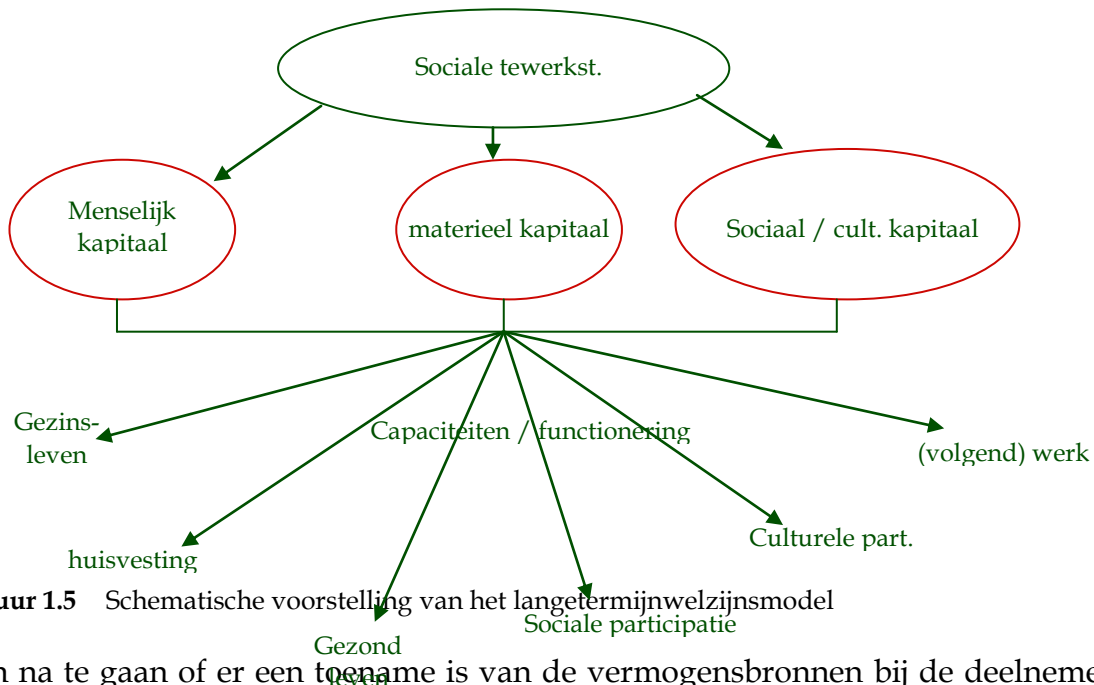 Sociale tewerkst.
Menselijk
kapitaal
materieel kapitaal
Sociaal / cult. kapitaal
Gezins-
leven
Capaciteiten / functionering
(volgend) werk
Culturele part.
huisvesting
uur 1.5 Schematische voorstelling van het langetermijnwelzijnsmodel
Sociale participatie
Gezond
leven
n na te gaan of er een toename is van de vermogensbronnen bij de deelneme